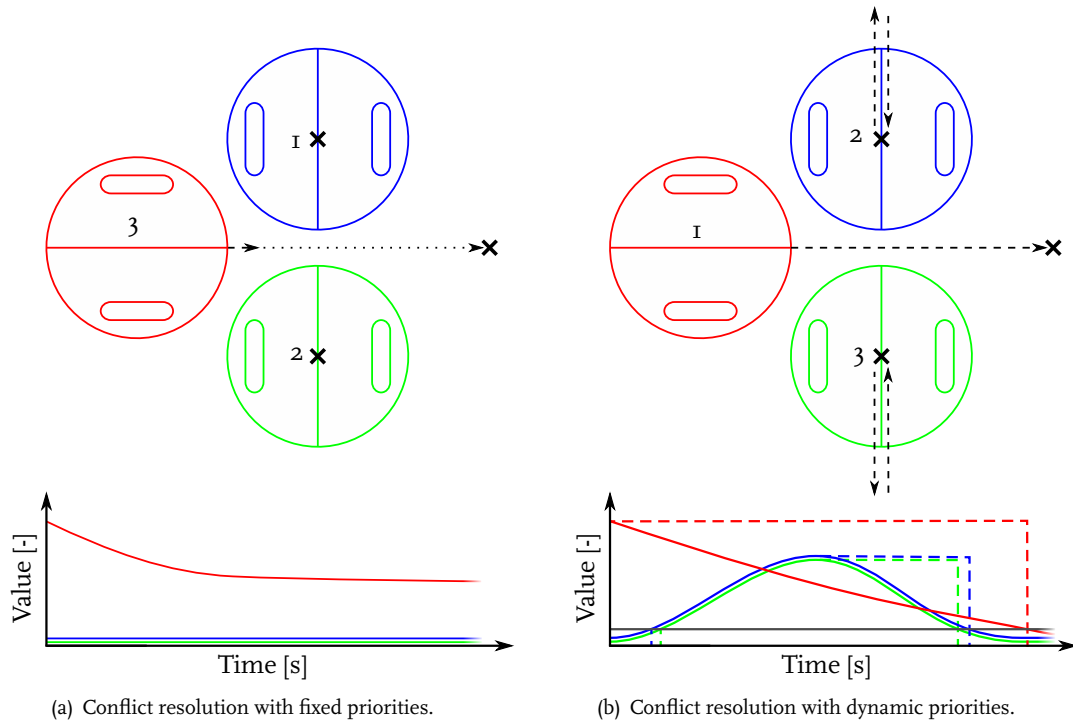 1
2
3
1
2
3
Value [-]
Time [s]
Value [-]
Time [s]
(a) Conflict resolution with fixed priorities.
(b) Conflict resolution with dynamic priorities.